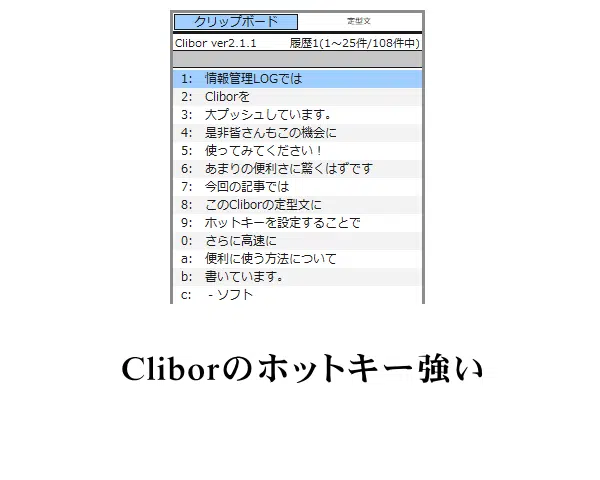 クリップボード 定型文
Clibor ver2.1.1 履歴1(1～25件/108件中)
1: 情報管理LOGでは
2: Cliborを
3: 大プッシュしています。
4: 是非皆さんもこの機会に
5: 使ってみてください！
6: あまりの便利さに驚くはずです
7: 今回の記事では
8: このCliborの定型文に
9: ホットキーを設定することで
0: さらに高速に
a: 便利に使う方法について
b: 書いています。
c: - ソフト
Cliborのホットキー強い